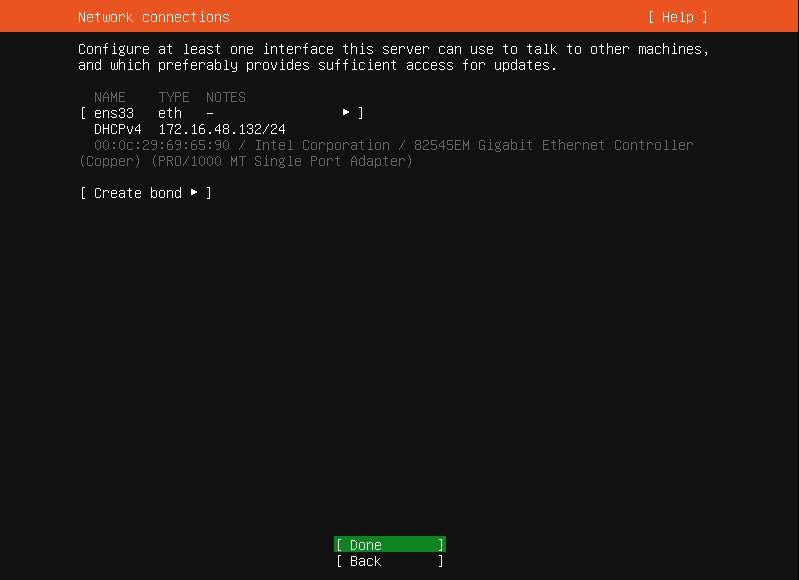 Network connections [ Help ]
Configure at least one interface this server can use to talk to other machines,
and which preferably provides sufficient access for updates.
NAME TYPE NOTES
[ ens33 eth - ▸ ]
DHCPv4 172.16.48.132/24
00:0c:29:69:65:90 / Intel Corporation / 82545EM Gigabit Ethernet Controller
(Copper) (PRO/1000 MT Single Port Adapter)
[ Create bond ▸ ]
[ Done ]
[ Back ]